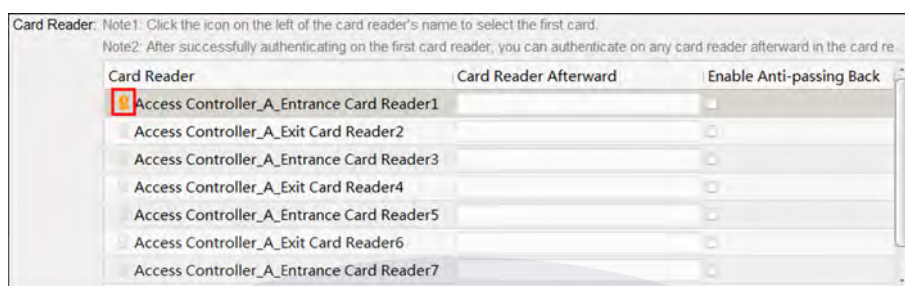 Card Reader: Note1: Click the icon on the left of the card reader's name to select the first card.
Note2: After successfully authenticating on the first card reader, you can authenticate on any card reader afterward in the card re
Card Reader Card Reader Afterward Enable Anti-passing Back
Access Controller_A_Entrance Card Reader1
Access Controller_A_Exit Card Reader2
Access Controller_A_Entrance Card Reader3
Access Controller_A_Exit Card Reader4
Access Controller_A_Entrance Card Reader5
Access Controller_A_Exit Card Reader6
Access Controller_A_Entrance Card Reader7